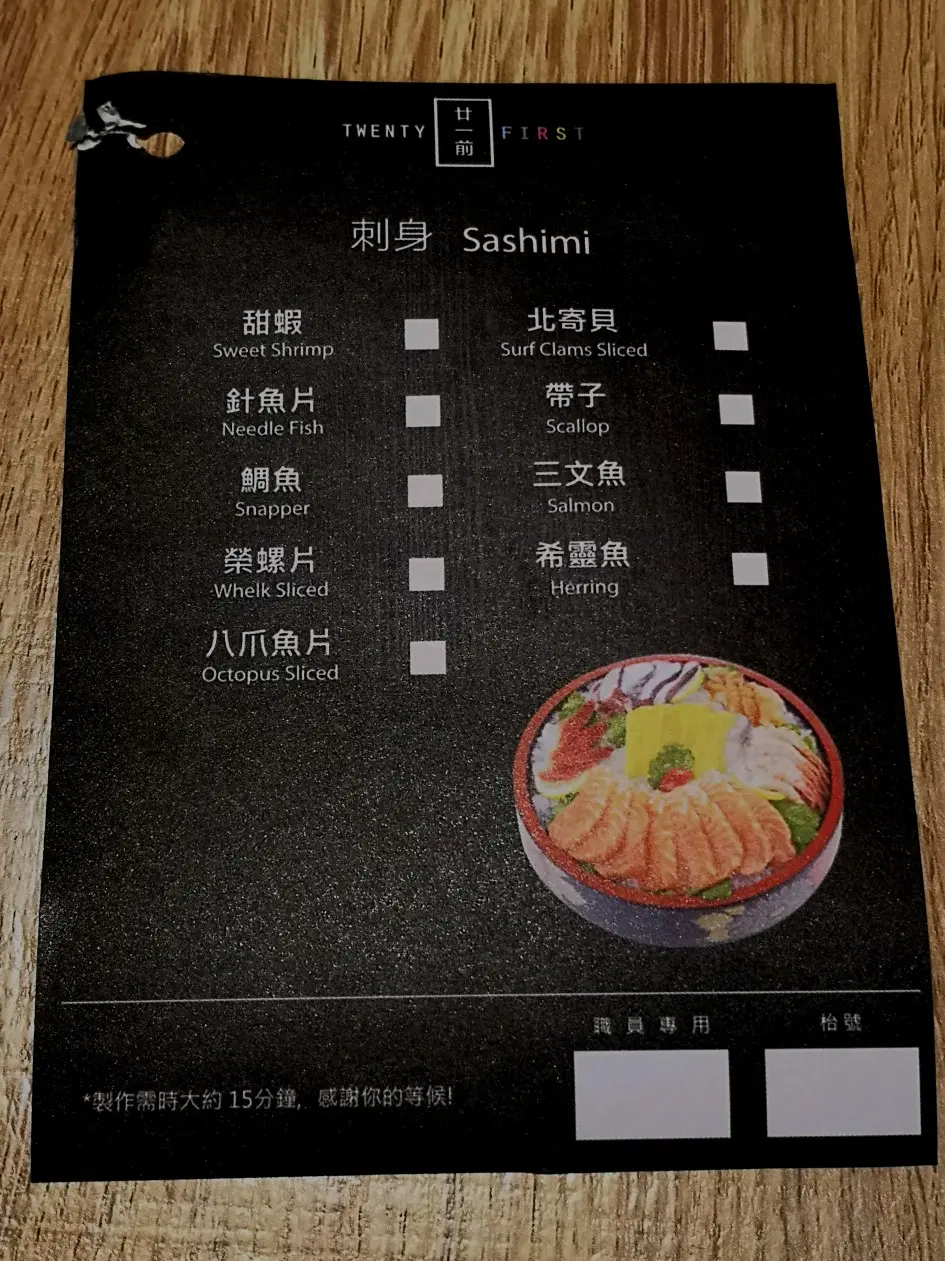 TWENTY 廿一前 FIRST
刺身 Sashimi
甜蝦
Sweet Shrimp
針魚片
Needle Fish
鯛魚
Snapper
榮螺片
Whelk Sliced
八爪魚片
Octopus Sliced
北寄貝
Surf Clams Sliced
帶子
Scallop
三文魚
Salmon
希靈魚
Herring
職員專用
枱號
*製作需時大約 15分鐘，感謝你的等候!